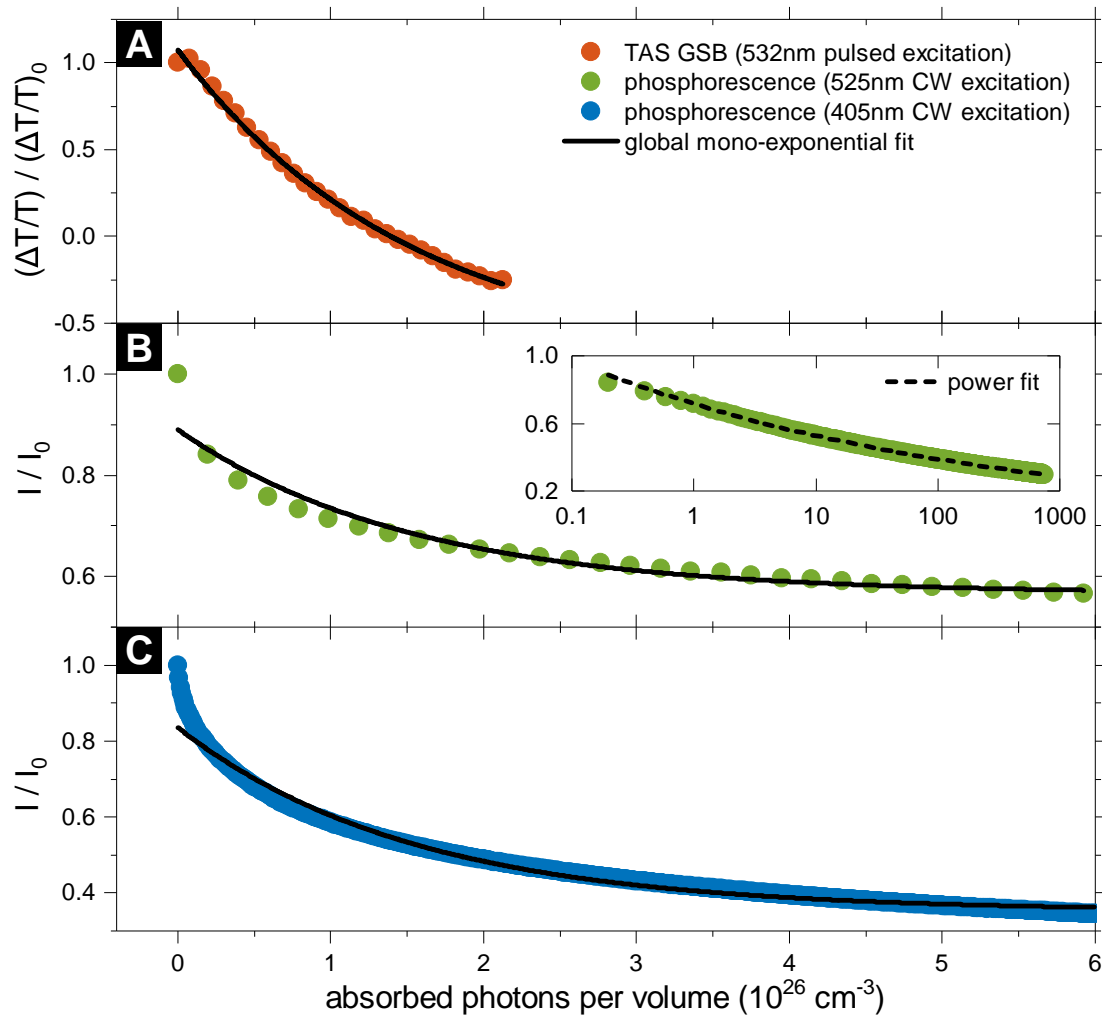 A
TAS GSB (532nm pulsed excitation)
phosphorescence (525nm CW excitation)
phosphorescence (405nm CW excitation)
global mono-exponential fit
(ΔT/T) / (ΔT/T)₀
1.0
0.5
0.0
-0.5
B
I / I₀
1.0
0.8
0.6
power fit
1.0
0.6
0.2
0.1 1 10 100 1000
C
I / I₀
1.0
0.8
0.6
0.4
0 1 2 3 4 5 6
absorbed photons per volume (10²⁶ cm⁻³)